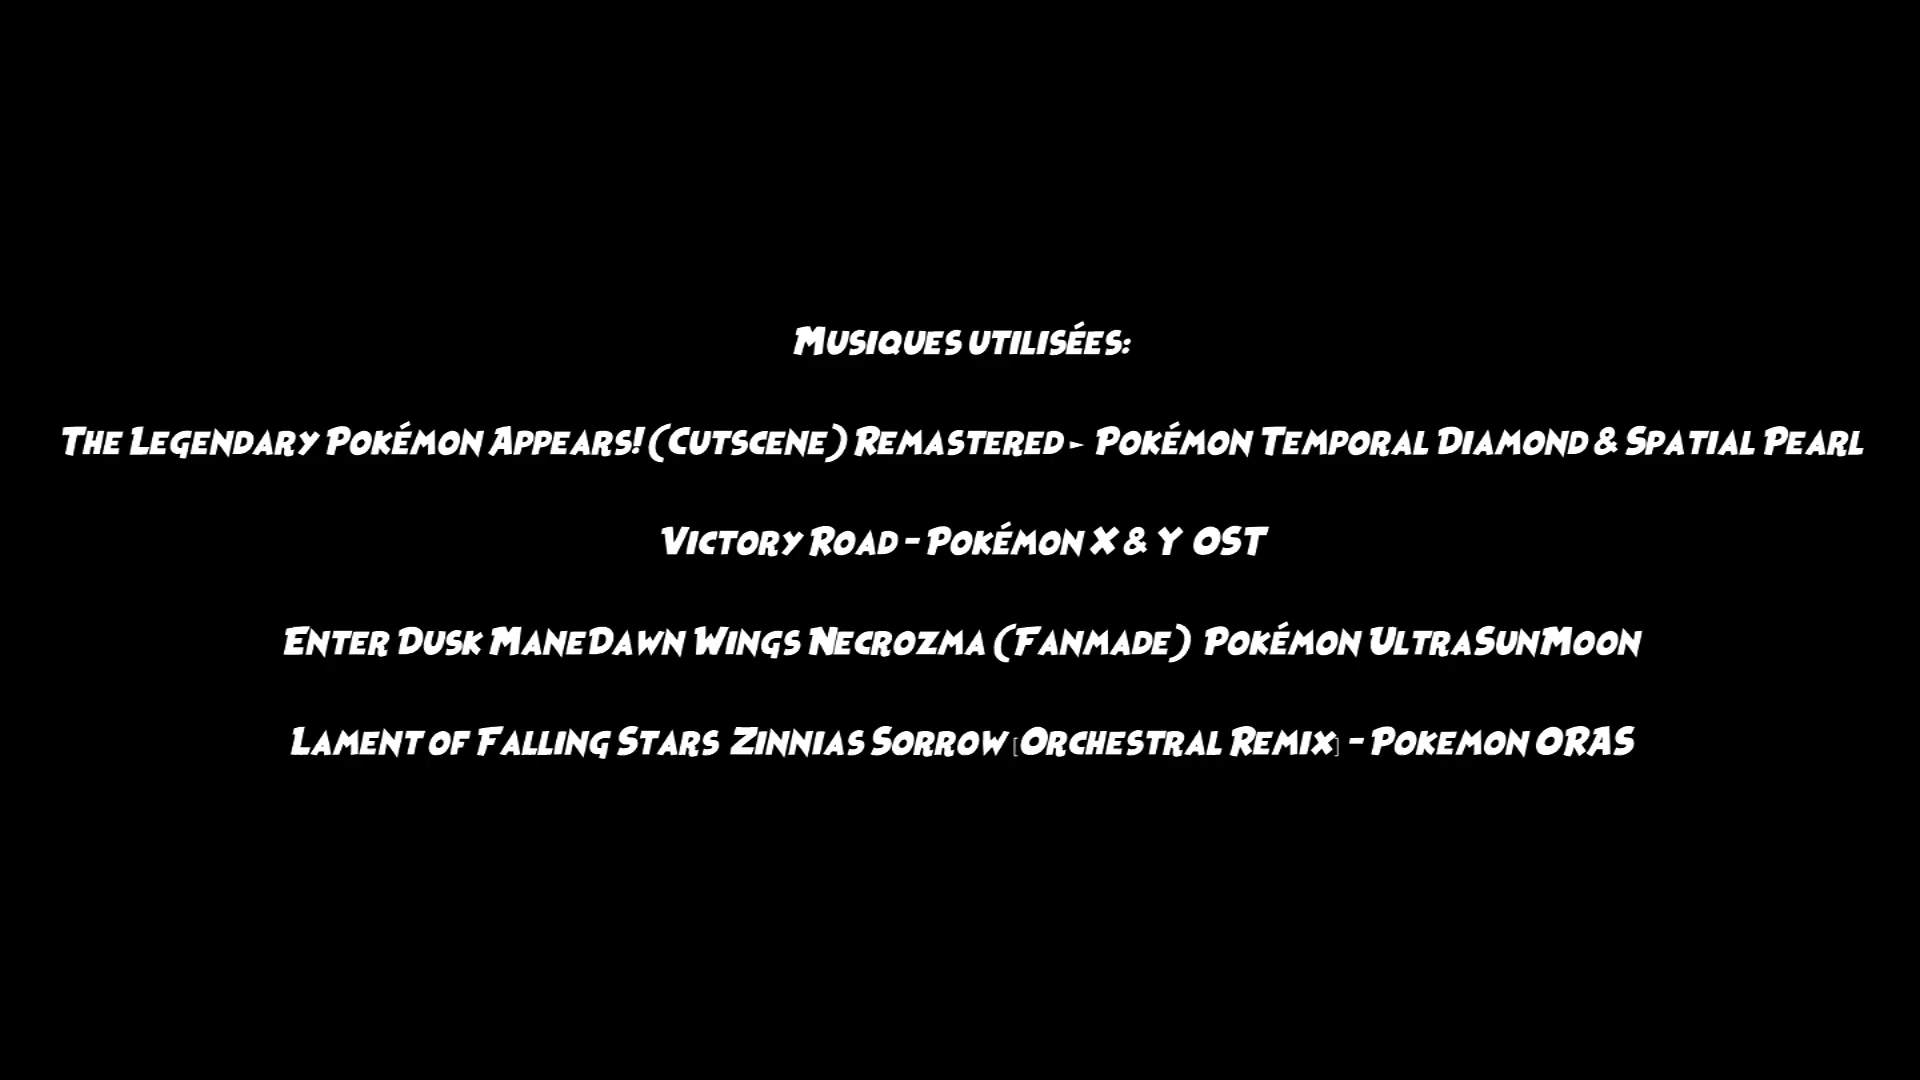 Musiques utilisées:
The Legendary Pokémon Appears! (Cutscene) Remastered - Pokémon Temporal Diamond & Spatial Pearl
Victory Road - Pokémon X & Y OST
Enter Dusk ManeDawn Wings Necrozma (Fanmade) Pokémon UltraSunMoon
Lament of Falling Stars Zinnias Sorrow [Orchestral Remix] - Pokemon ORAS